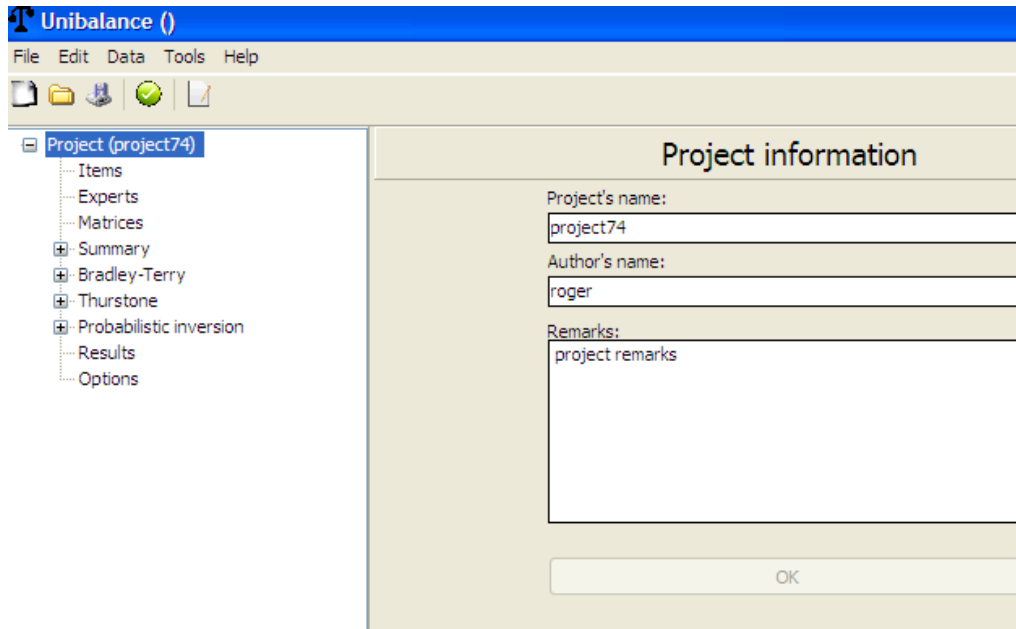 Unibalance ()
File Edit Data Tools Help
Project (project74)
Items
Experts
Matrices
Summary
Bradley-Terry
Thurstone
Probabilistic inversion
Results
Options
Project information
Project's name:
project74
Author's name:
roger
Remarks:
project remarks
OK